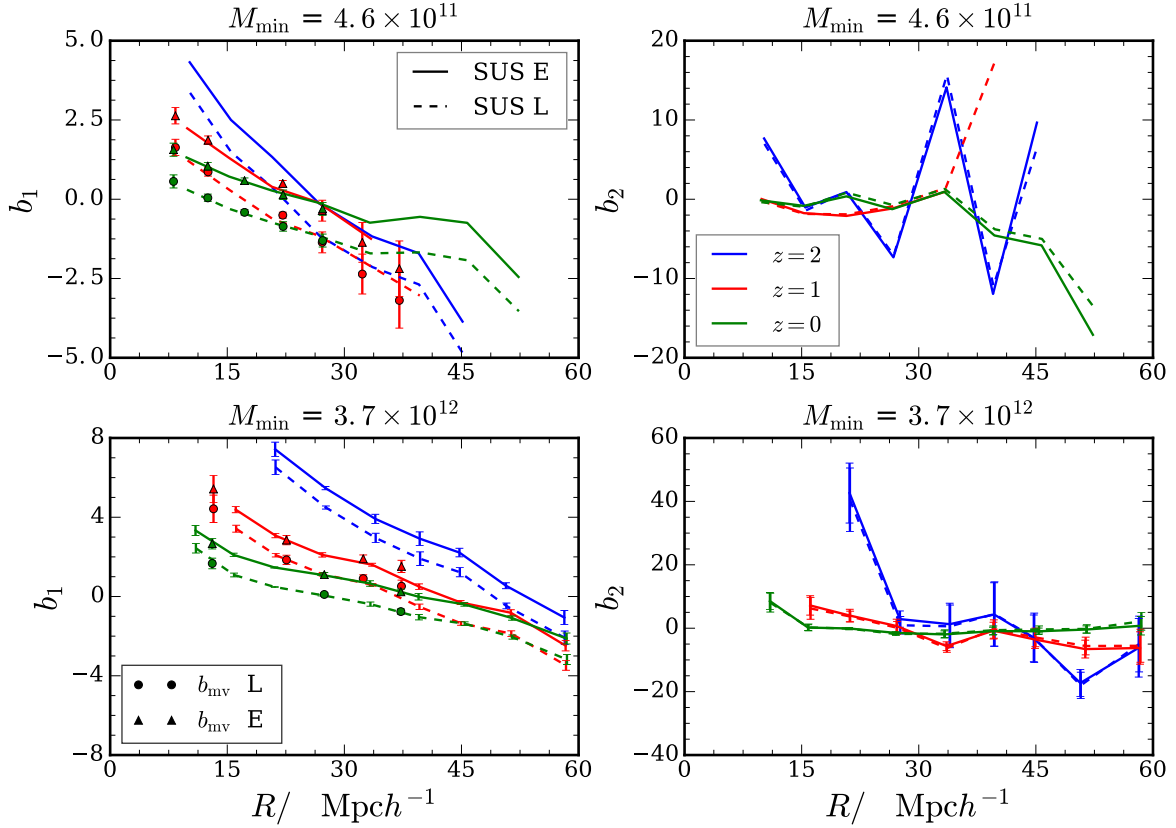 M_min = 4.6 × 10^11
b_1
5.0
2.5
0.0
−2.5
−5.0
0 15 30 45 60
SUS E
SUS L
M_min = 4.6 × 10^11
b_2
20
10
0
−10
−20
0 15 30 45 60
z = 2
z = 1
z = 0
M_min = 3.7 × 10^12
b_1
8
4
0
−4
−8
0 15 30 45 60
b_mv L
b_mv E
R/ Mpch^−1
M_min = 3.7 × 10^12
b_2
60
40
20
0
−20
−40
0 15 30 45 60
R/ Mpch^−1